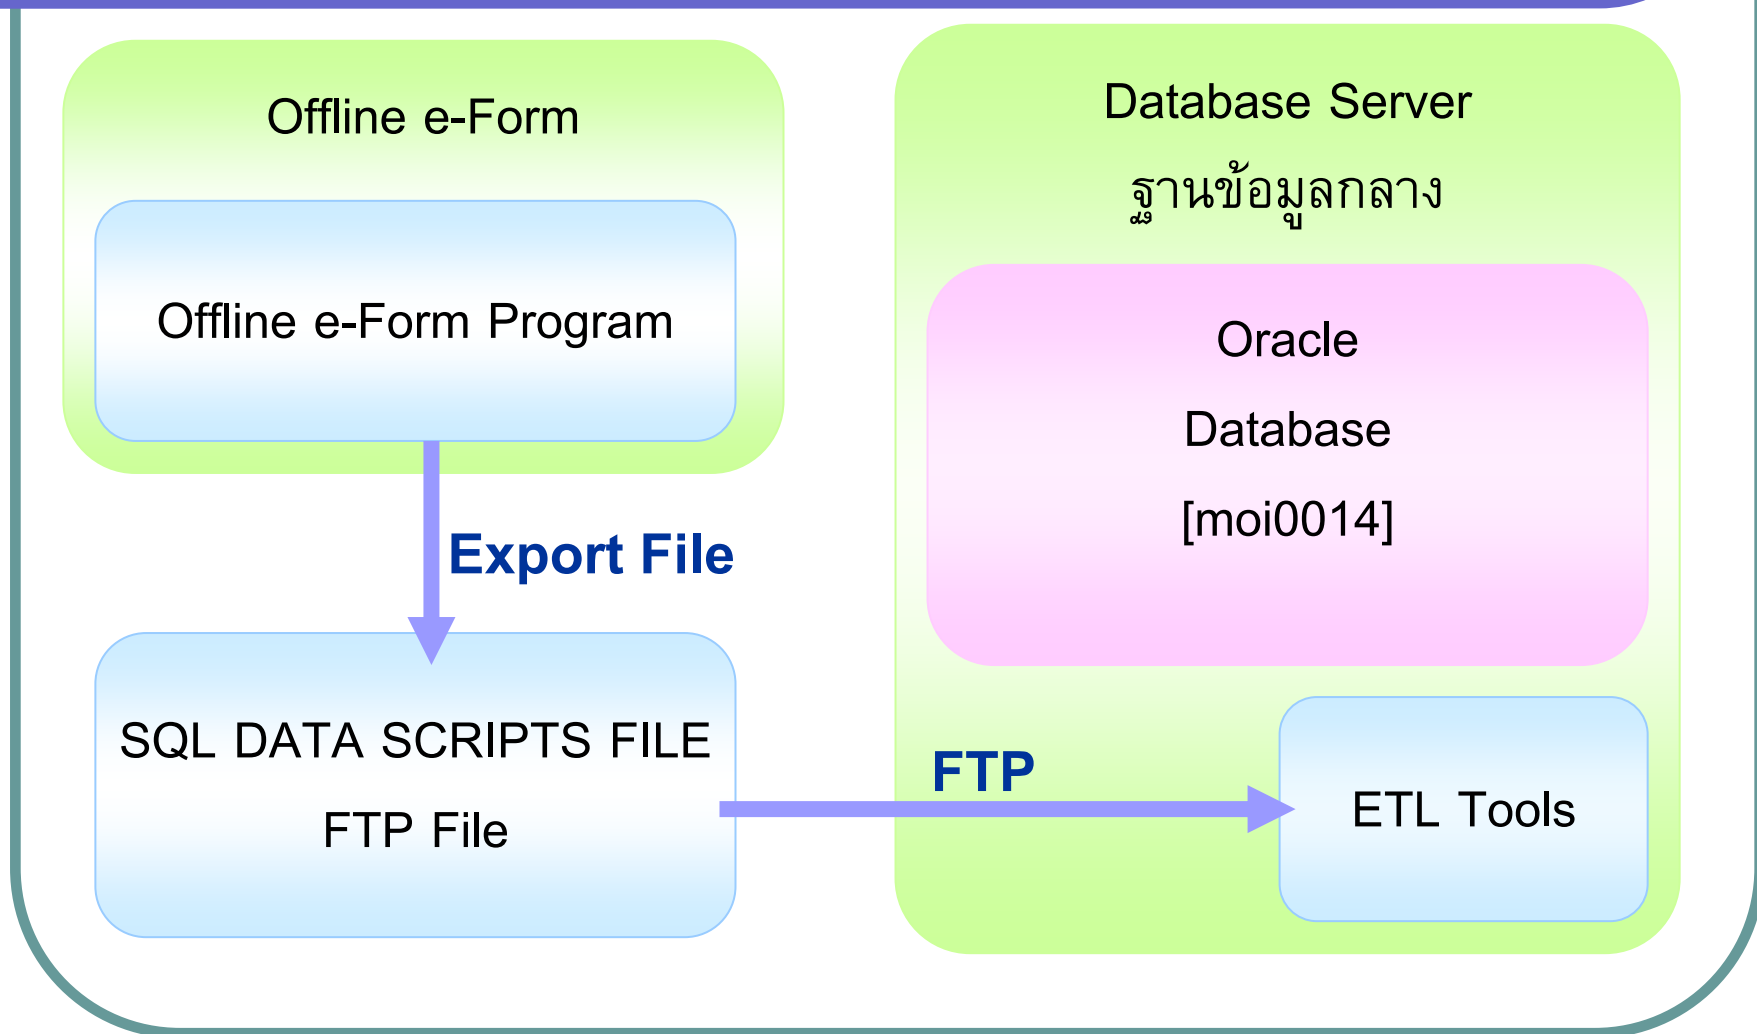 Offline e-Form
Offline e-Form Program
Export File
SQL DATA SCRIPTS FILE
FTP File
FTP
Database Server
ฐานข้อมูลกลาง
Oracle
Database
[moi0014]
ETL Tools